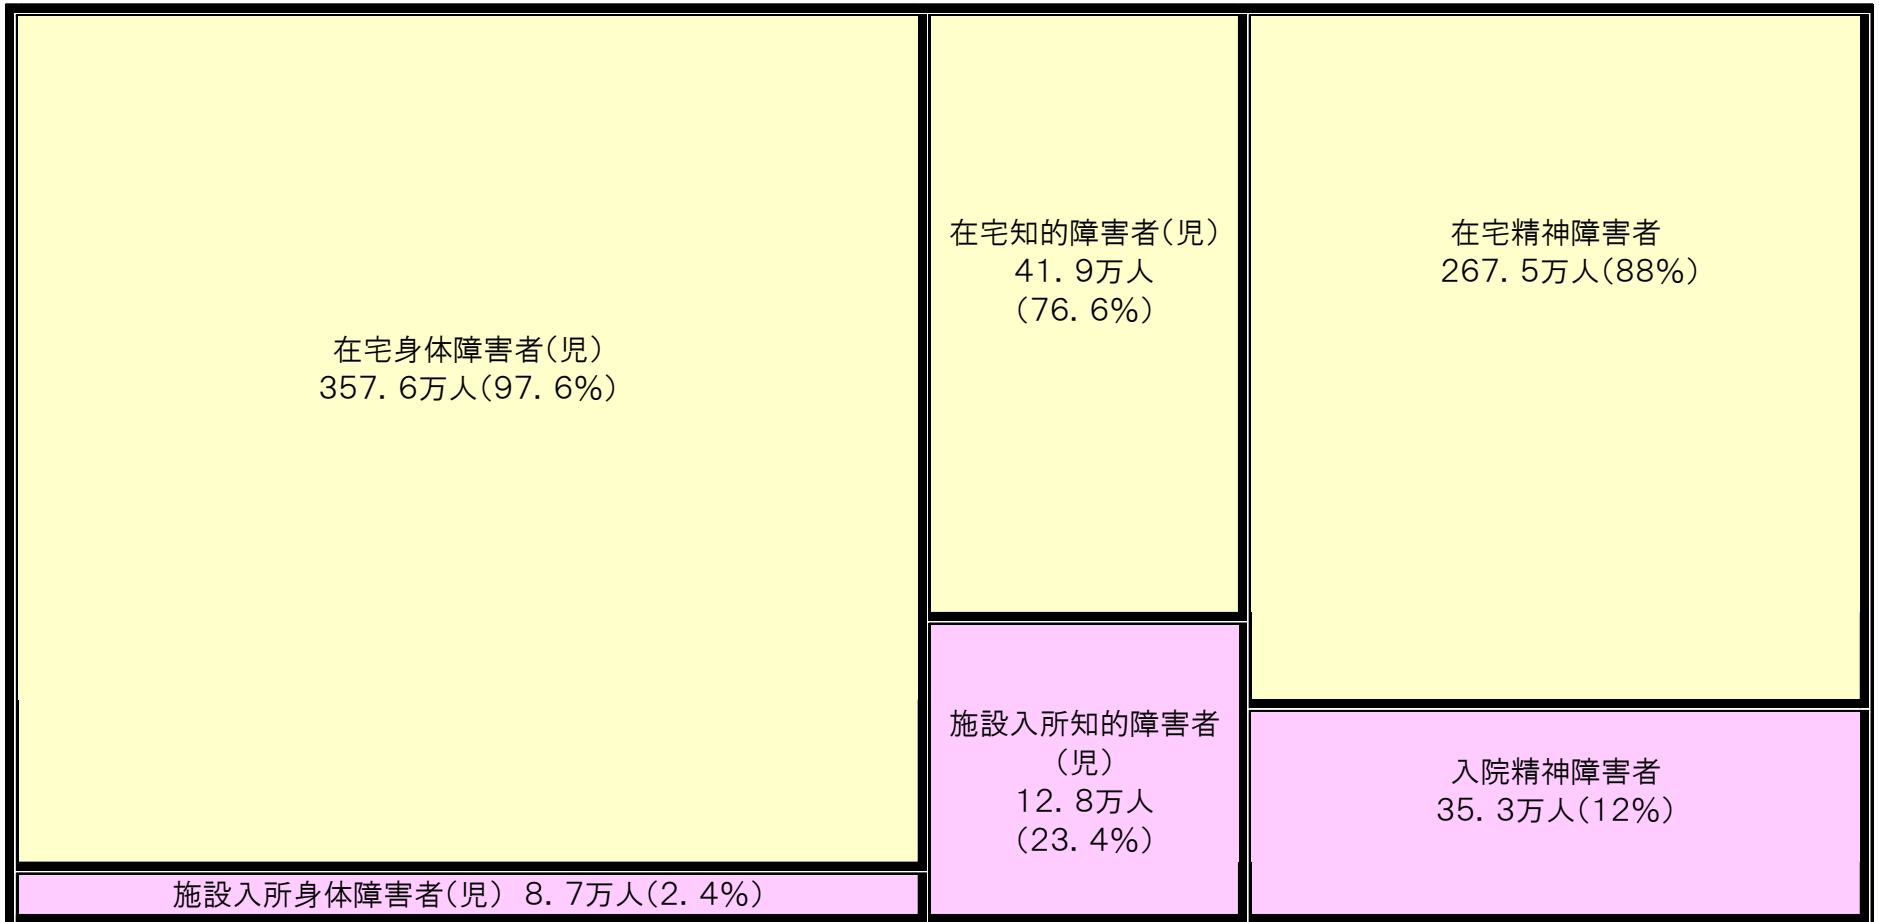 在宅身体障害者（児）
357．6万人（97．6％）
施設入所身体障害者（児） 8．7万人（2．4％）
在宅知的障害者（児）
41．9万人
（76．6％）
施設入所知的障害者
（児）
12．8万人
（23．4％）
在宅精神障害者
267．5万人（88％）
入院精神障害者
35．3万人（12％）